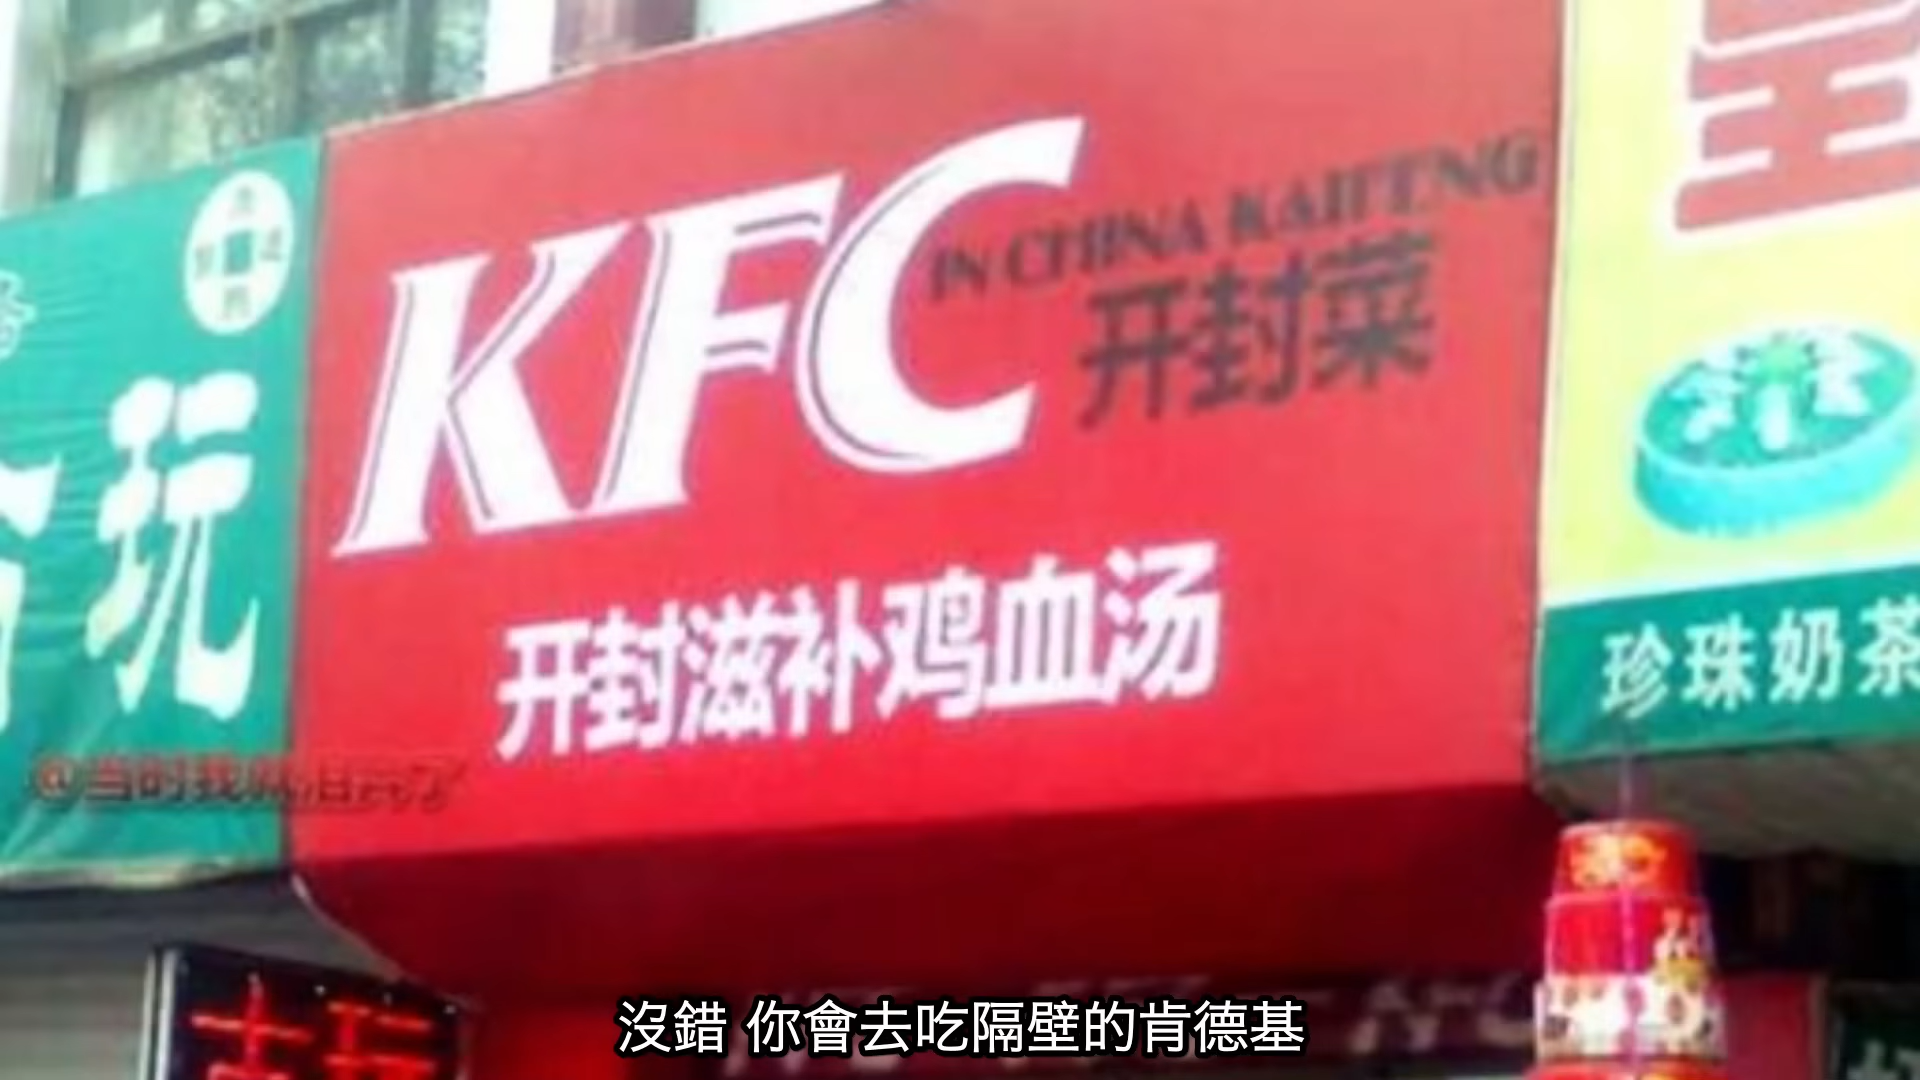 KFC
IN CHINA KAIFENG
开封菜
开封滋补鸡血汤
玩
珍珠奶茶
沒錯 你會去吃隔壁的肯德基